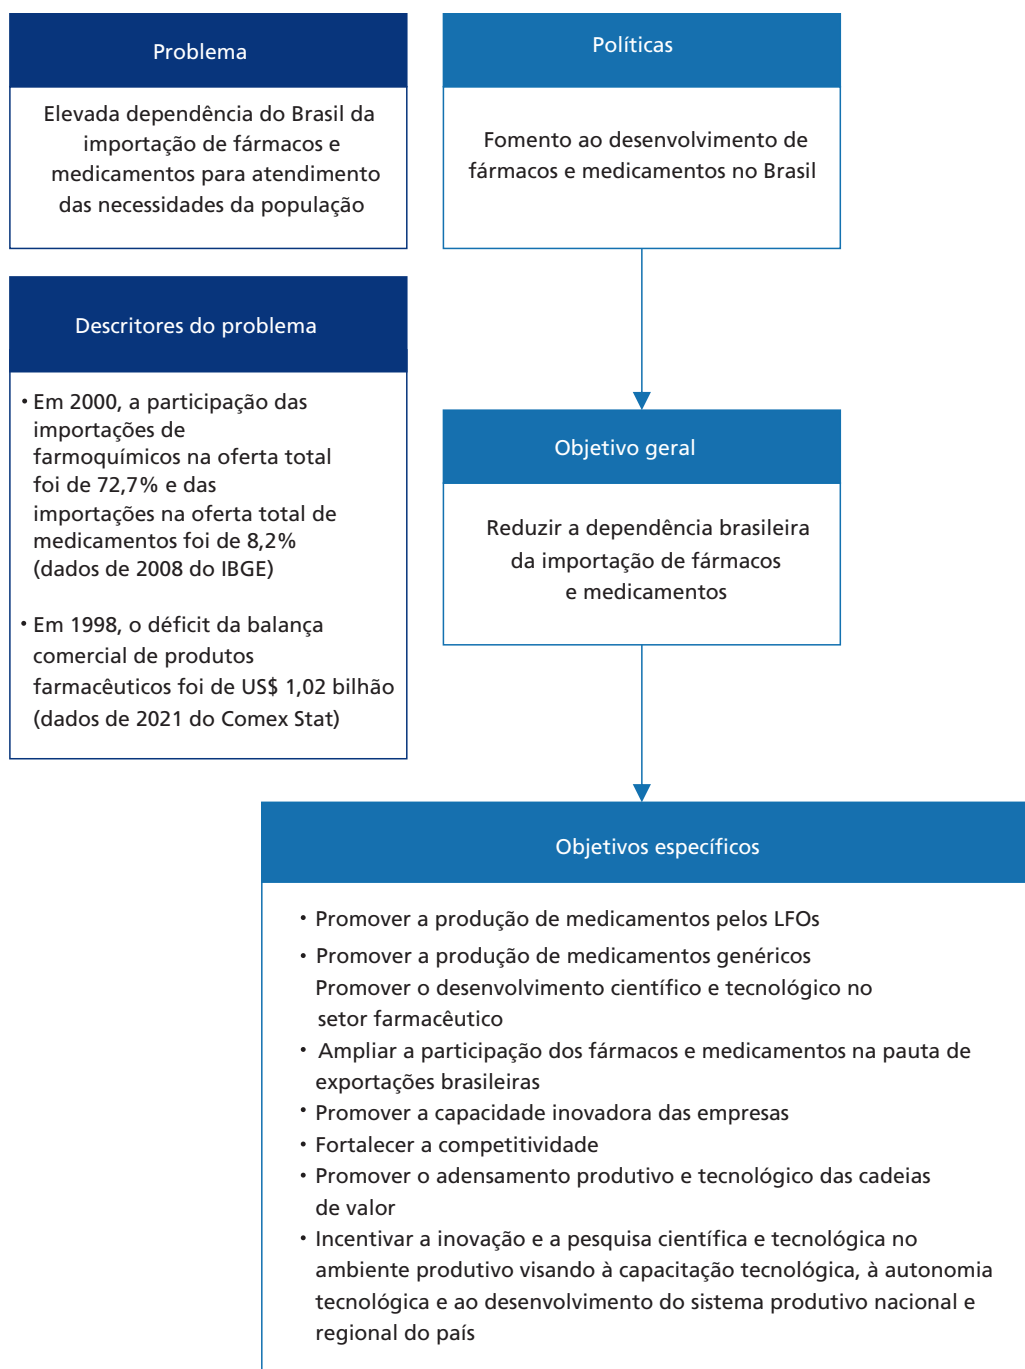 Problema
Elevada dependência do Brasil da
importação de fármacos e
medicamentos para atendimento
das necessidades da população
Políticas
Fomento ao desenvolvimento de
fármacos e medicamentos no Brasil
Descritores do problema
• Em 2000, a participação das
importações de
farmoquímicos na oferta total
foi de 72,7% e das
importações na oferta total de
medicamentos foi de 8,2%
(dados de 2008 do IBGE)
• Em 1998, o déficit da balança
comercial de produtos
farmacêuticos foi de US$ 1,02 bilhão
(dados de 2021 do Comex Stat)
Objetivo geral
Reduzir a dependência brasileira
da importação de fármacos
e medicamentos
Objetivos específicos
• Promover a produção de medicamentos pelos LFOs
• Promover a produção de medicamentos genéricos
Promover o desenvolvimento científico e tecnológico no
setor farmacêutico
• Ampliar a participação dos fármacos e medicamentos na pauta de
exportações brasileiras
• Promover a capacidade inovadora das empresas
• Fortalecer a competitividade
• Promover o adensamento produtivo e tecnológico das cadeias
de valor
• Incentivar a inovação e a pesquisa científica e tecnológica no
ambiente produtivo visando à capacitação tecnológica, à autonomia
tecnológica e ao desenvolvimento do sistema produtivo nacional e
regional do país